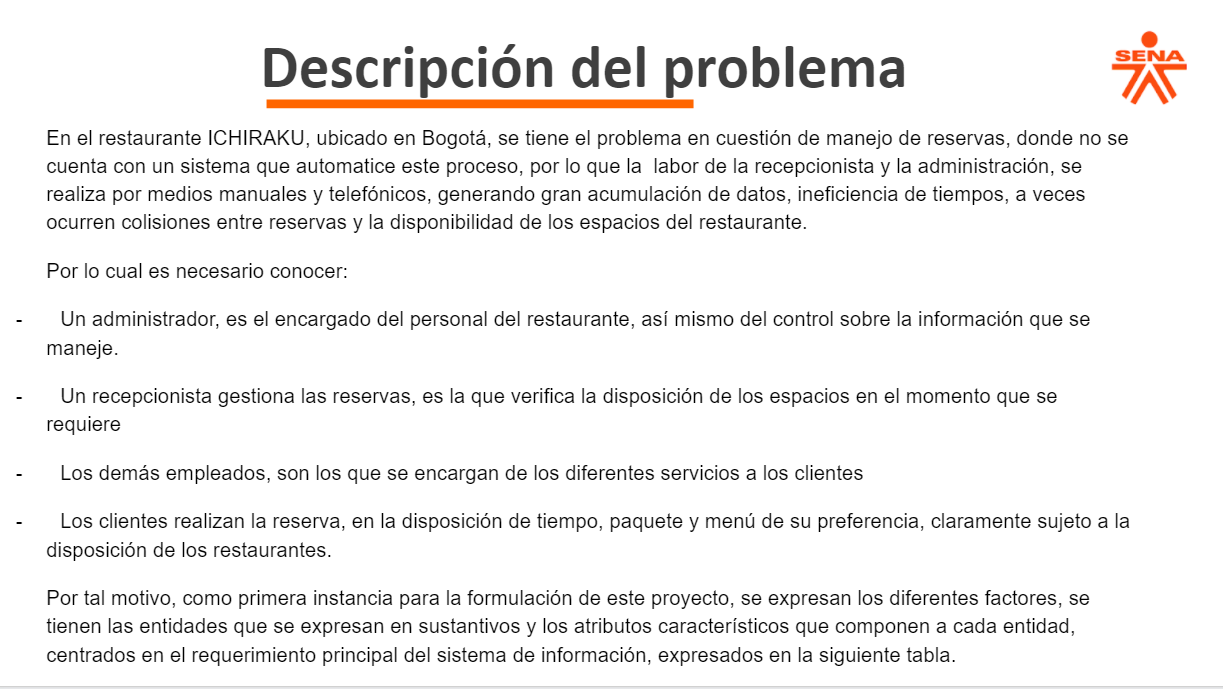 Descripción del problema
SENA
En el restaurante ICHIRAKU, ubicado en Bogotá, se tiene el problema en cuestión de manejo de reservas, donde no se
cuenta con un sistema que automatice este proceso, por lo que la  labor de la recepcionista y la administración, se
realiza por medios manuales y telefónicos, generando gran acumulación de datos, ineficiencia de tiempos, a veces
ocurren colisiones entre reservas y la disponibilidad de los espacios del restaurante.
Por lo cual es necesario conocer:
- Un administrador, es el encargado del personal del restaurante, así mismo del control sobre la información que se
maneje.
- Un recepcionista gestiona las reservas, es la que verifica la disposición de los espacios en el momento que se
requiere
- Los demás empleados, son los que se encargan de los diferentes servicios a los clientes
- Los clientes realizan la reserva, en la disposición de tiempo, paquete y menú de su preferencia, claramente sujeto a la
disposición de los restaurantes.
Por tal motivo, como primera instancia para la formulación de este proyecto, se expresan los diferentes factores, se
tienen las entidades que se expresan en sustantivos y los atributos característicos que componen a cada entidad,
centrados en el requerimiento principal del sistema de información, expresados en la siguiente tabla.